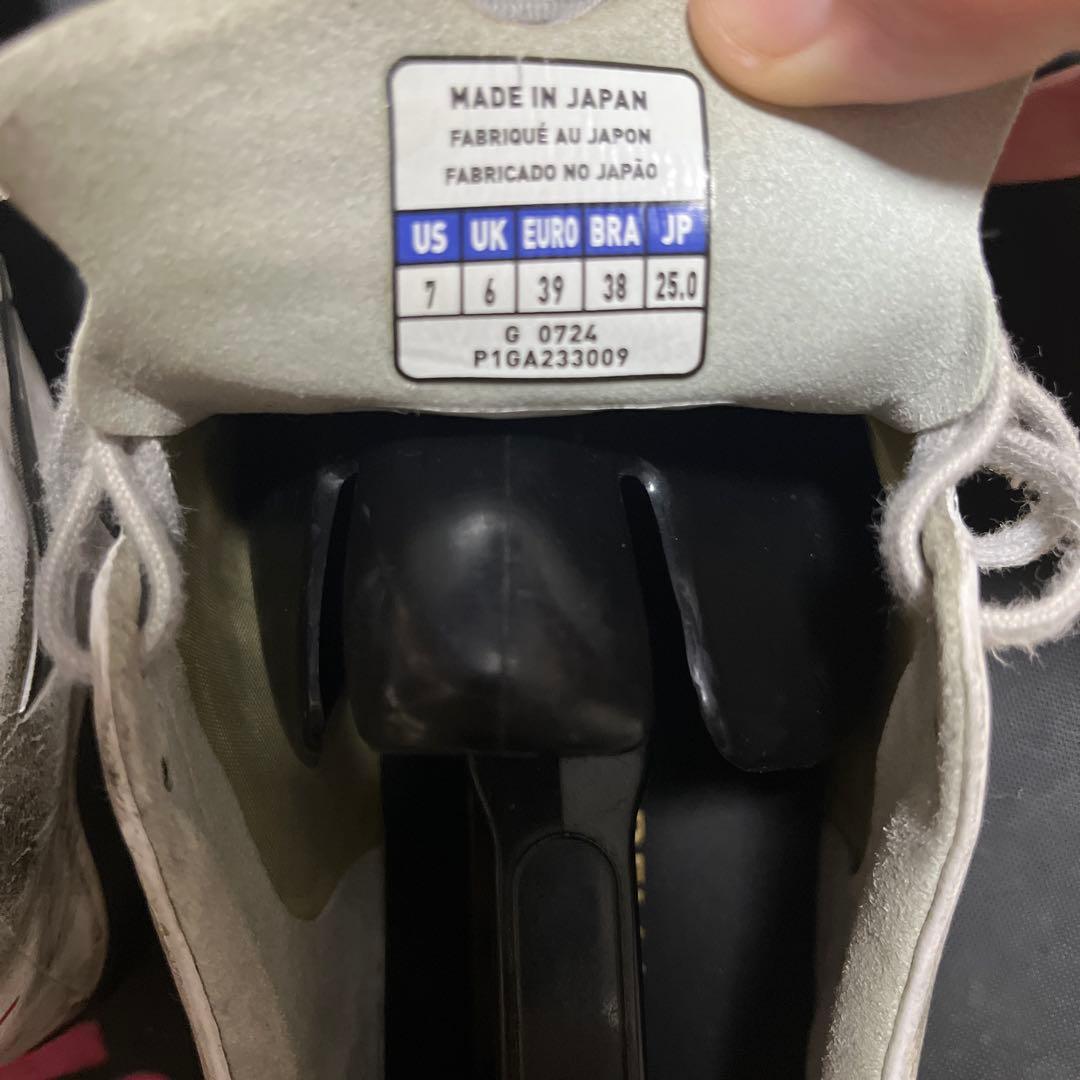 MADE IN JAPAN
FABRIQUÉ AU JAPON
FABRICADO NO JAPÃO
US UK EURO BRA JP
7 6 39 38 25.0
G 0724
P1GA233009